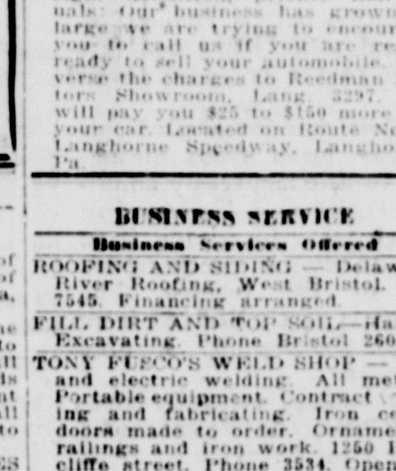 nals: Our business has grown
large we are trying to encour
you to call us if you are re
ready to sell your automobile.
verse the charges to Reedman
tors Showroom, Lang. 3297.
will pay you $25 to $150 more
your car. Located on Route No
Langhorne Speedway, Langho
Pa.
BUSINESS SERVICE
Business Services Offered
ROOFING AND SIDING — Delaw
River Roofing, West Bristol.
7545. Financing arranged.
FILL DIRT AND TOP SOIL—Ha
Excavating. Phone Bristol 260
TONY FUSCO'S WELD SHOP —
and electric welding. All met
Portable equipment. Contract
ing and fabricating. Iron ce
doors made to order. Orname
railings and iron work. 1250
cliffe street. Phone 3534. Open